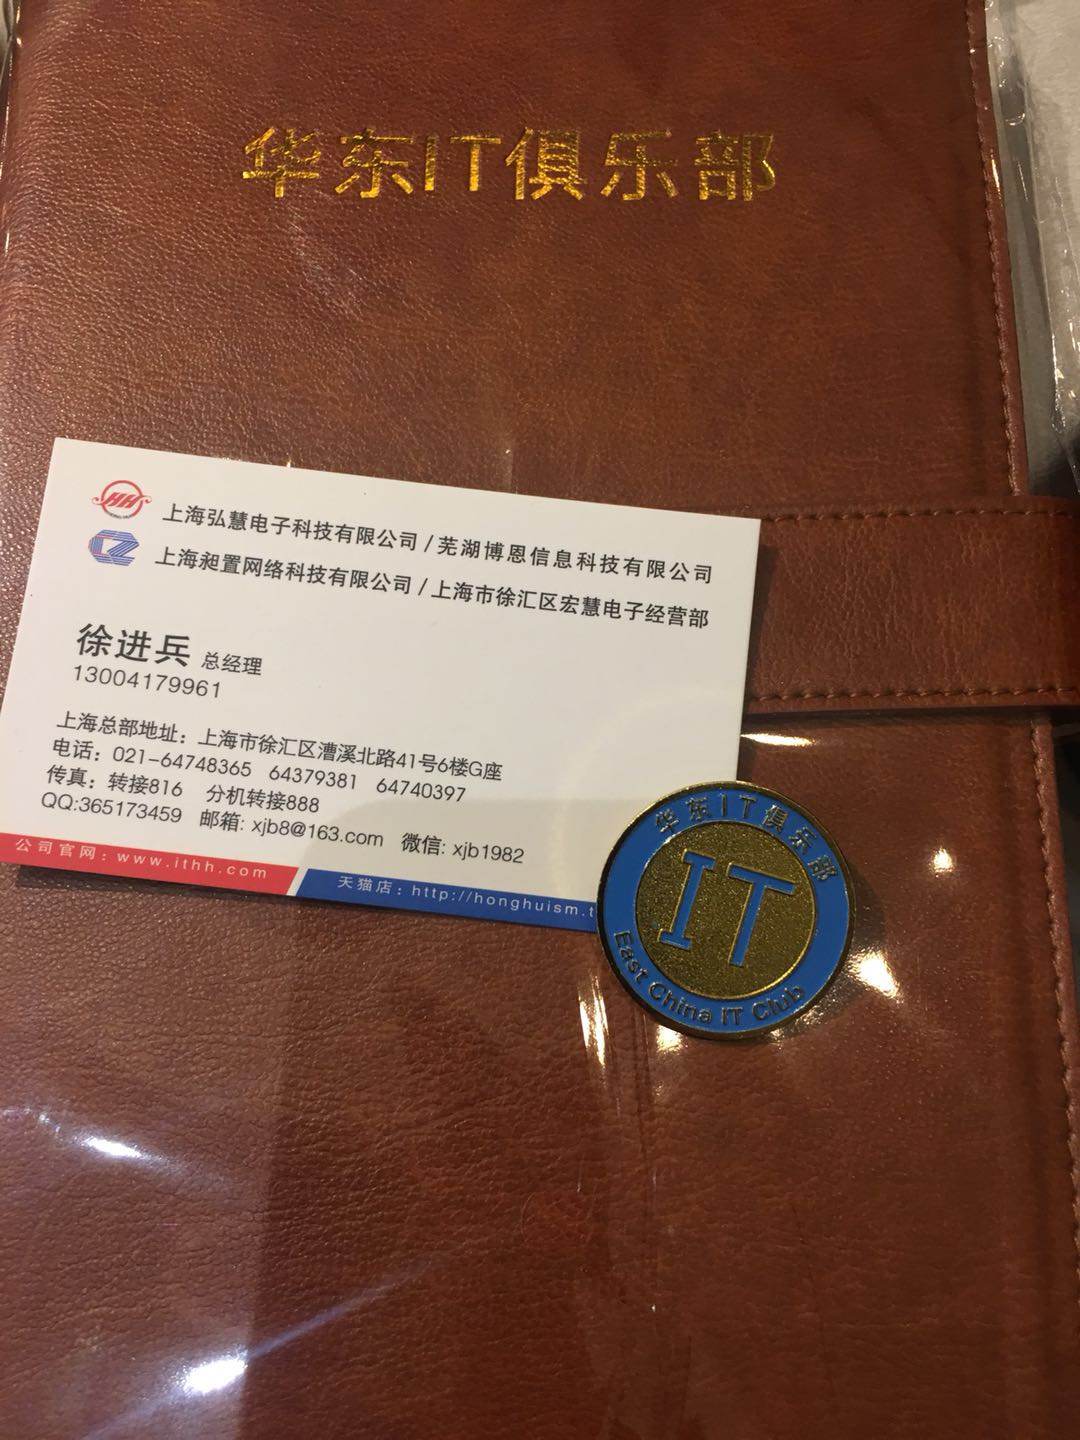 华东IT俱乐部
HH
上海弘慧电子科技有限公司/芜湖博恩信息科技有限公司
CZ
上海昶置网络科技有限公司/上海市徐汇区宏慧电子经营部
徐进兵 总经理
13004179961
上海总部地址：上海市徐汇区漕溪北路41号6楼G座
电话：021-64748365 64379381 64740397
传真：转接816 分机转接888
QQ:365173459 邮箱: xjb8@163.com 微信: xjb1982
公司官网：www.ithh.com
天猫店：http://honghuism.t
华东IT俱乐部
IT
East China IT Club